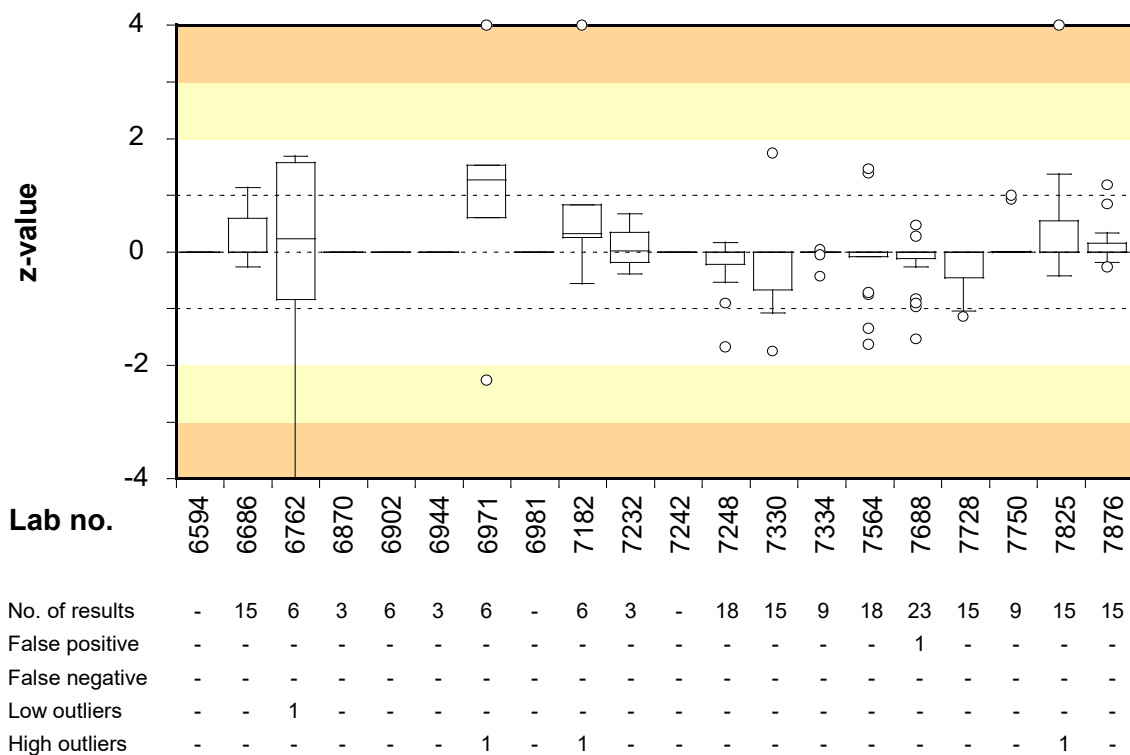 4
2
z-value
0
-2
-4
Lab no.
6594 6686 6762 6870 6902 6944 6971 6981 7182 7232 7242 7248 7330 7334 7564 7688 7728 7750 7825 7876
No. of results - 15 6 3 6 3 6 - 6 3 - 18 15 9 18 23 15 9 15 15
False positive - - - - - - - - - - - - - - - 1 - - - -
False negative - - - - - - - - - - - - - - - - - - - -
Low outliers - - 1 - - - - - - - - - - - - - - - - -
High outliers - - - - - - 1 - 1 - - - - - - - - - 1 -